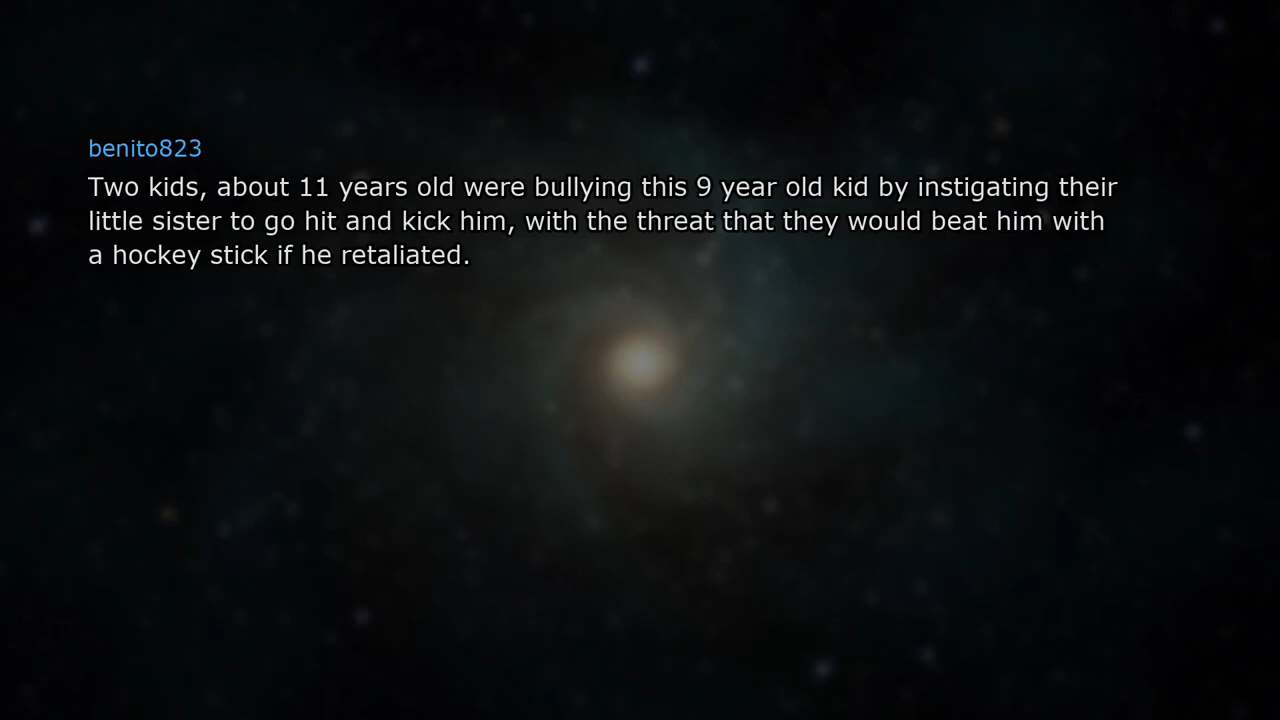 benito823
Two kids, about 11 years old were bullying this 9 year old kid by instigating their
little sister to go hit and kick him, with the threat that they would beat him with
a hockey stick if he retaliated.